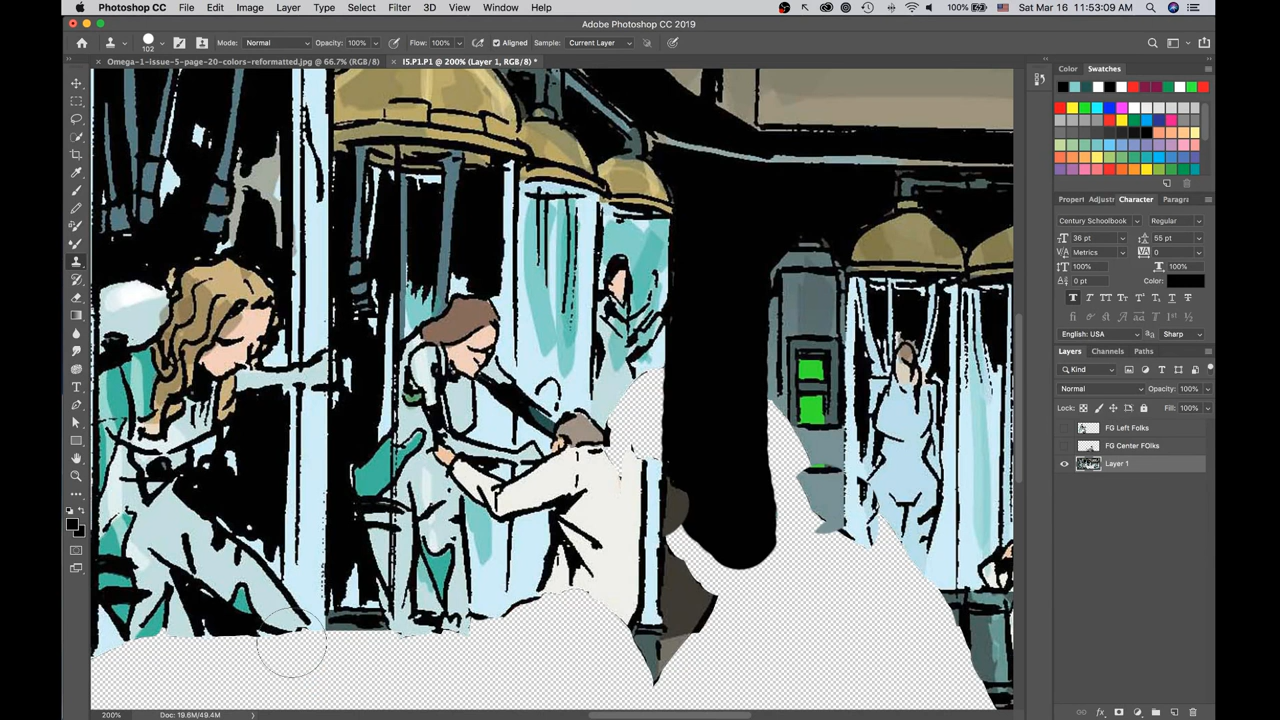 Photoshop CC File Edit Image Layer Type Select Filter 3D View Window Help 100% Sat Mar 16 11:53:09 AM
Adobe Photoshop CC 2019
102 Mode: Normal Opacity: 100% Flow: 100% Aligned Sample: Current Layer
Omega-1-issue-5-page-20-colors-reformatted.jpg @ 66.7% (RGB/8) I5.P1.P1 @ 200% (Layer 1, RGB/8) *
Color Swatches
Propert Adjustr Character Paragra
Century Schoolbook Regular
36 pt 55 pt
Metrics 0
100% 100%
0 pt Color:
English: USA Sharp
Layers Channels Paths
Kind
Normal Opacity: 100%
Lock: Fill: 100%
FG Left Folks
FG Center FOlks
Layer 1
200% Doc: 19.6M/49.4M